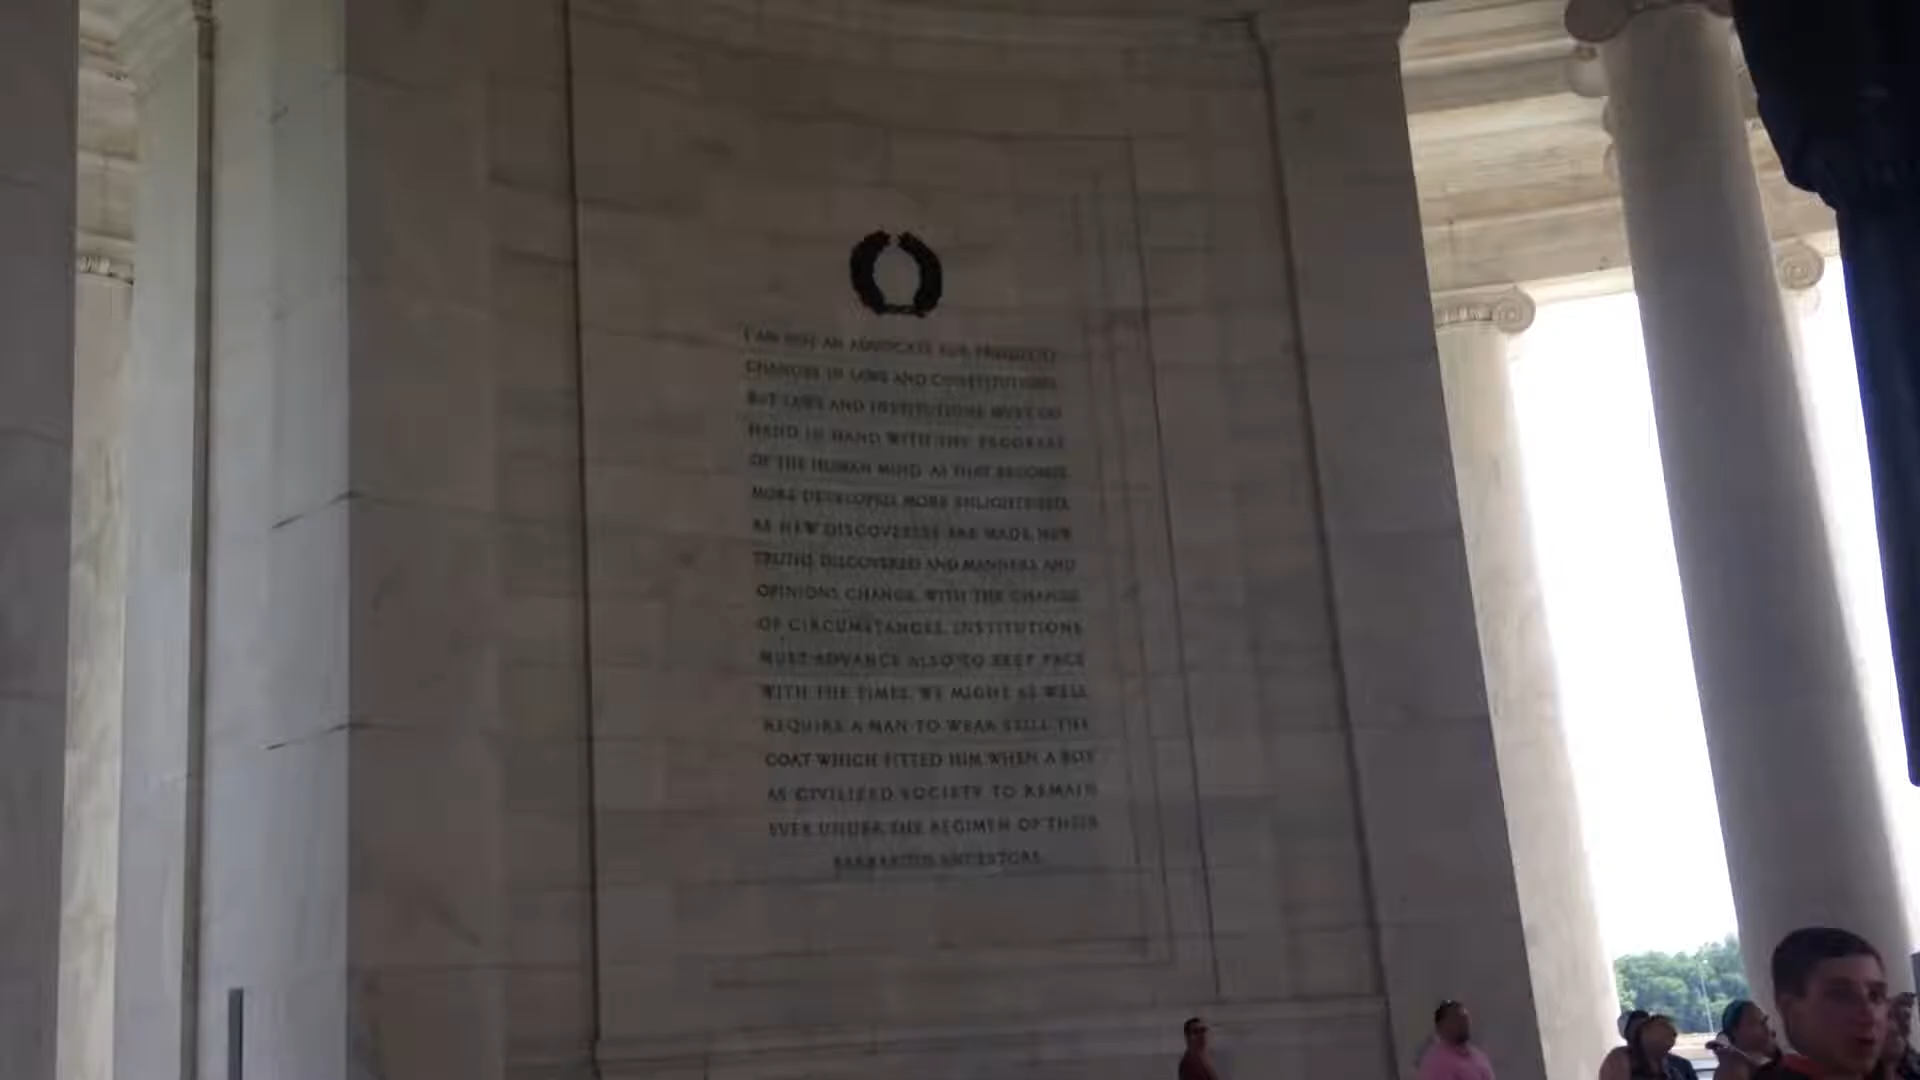 I AM NOT AN ADVOCATE FOR FREQUENT
CHANGES IN LAWS AND CONSTITUTIONS.
BUT LAWS AND INSTITUTIONS MUST GO
HAND IN HAND WITH THE PROGRESS
OF THE HUMAN MIND. AS THAT BECOMES
MORE DEVELOPED, MORE ENLIGHTENED,
AS NEW DISCOVERIES ARE MADE, NEW
TRUTHS DISCOVERED AND MANNERS AND
OPINIONS CHANGE, WITH THE CHANGE
OF CIRCUMSTANCES, INSTITUTIONS
MUST ADVANCE ALSO TO KEEP PACE
WITH THE TIMES. WE MIGHT AS WELL
REQUIRE A MAN TO WEAR STILL THE
COAT WHICH FITTED HIM WHEN A BOY
AS CIVILIZED SOCIETY TO REMAIN
EVER UNDER THE REGIMEN OF THEIR
BARBAROUS ANCESTORS.